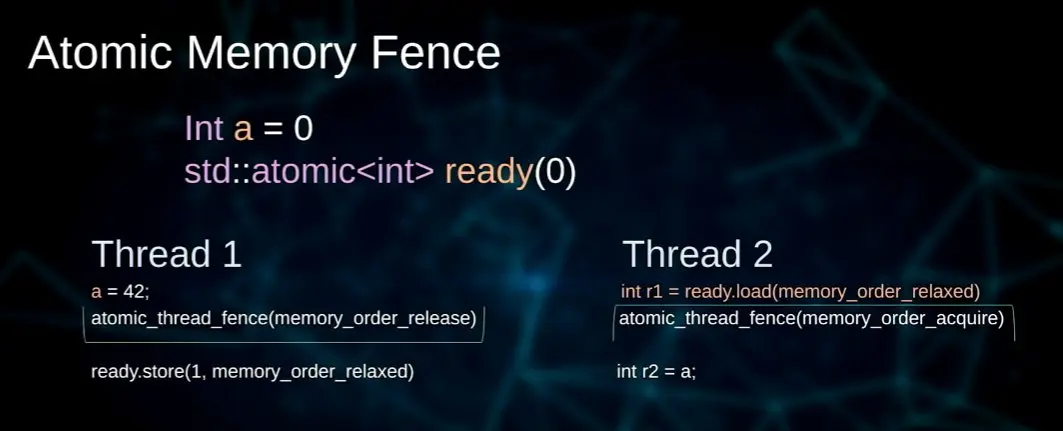 Atomic Memory Fence
Int a = 0
std::atomic<int> ready(0)
Thread 1
a = 42;
atomic_thread_fence(memory_order_release)
ready.store(1, memory_order_relaxed)
Thread 2
int r1 = ready.load(memory_order_relaxed)
atomic_thread_fence(memory_order_acquire)
int r2 = a;